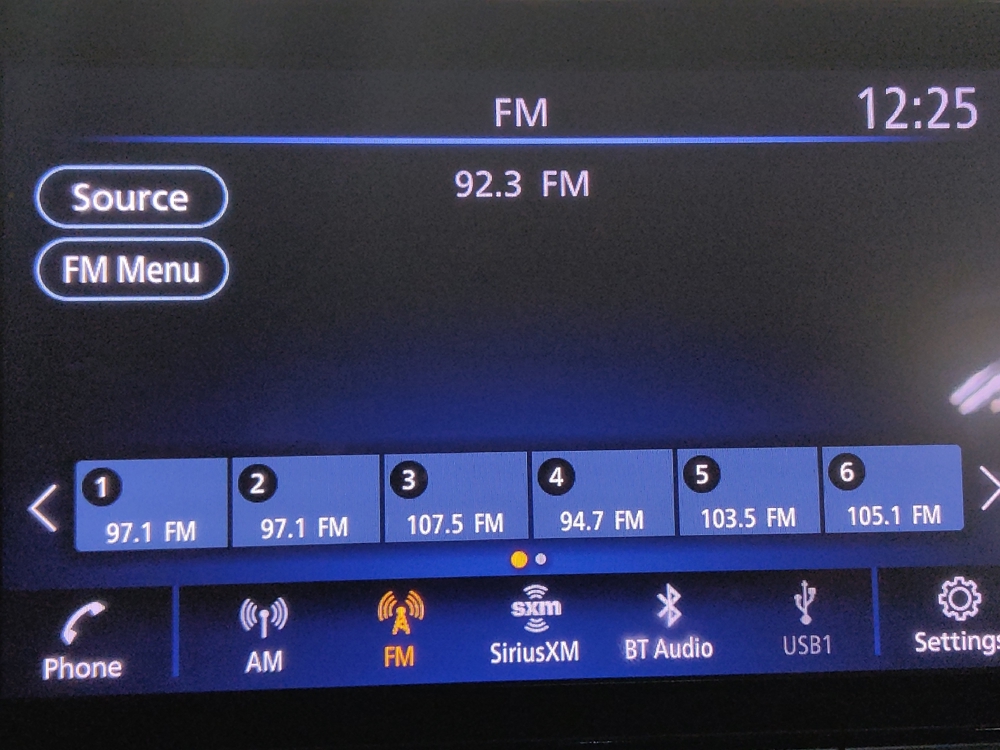 FM
12:25
Source
92.3 FM
FM Menu
1
2
3
4
5
6
97.1 FM
97.1 FM
107.5 FM
94.7 FM
103.5 FM
105.1 FM
Phone
AM
FM
sxm
SiriusXM
BT Audio
USB1
Settings